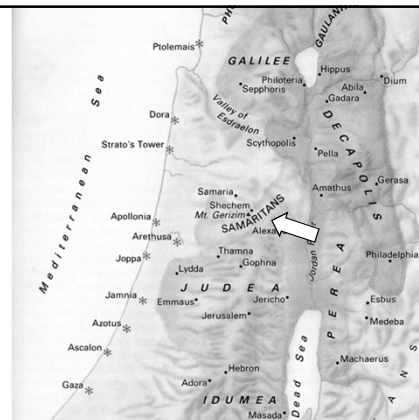 GALILEE
Ptolemais
Hippus
Philoteria
Sepphoris
Dium
Abila
Gadara
Valley of
Esdraelon
Dora
Strato's Tower
Scythopolis
DECAPOLIS
Pella
Samaria
Amathus
Gerasa
Shechem
Mt. Gerizim
SAMARITANS
Apollonia
Arethusa
Joppa
Thamna
Gophna
Lydda
Philadelphia
Mediterranean Sea
JUDEA
PEREA
Jamnia
Emmaus
Jericho
Esbus
Jerusalem
Medeba
Azotus
Ascalon
Machaerus
Hebron
Gaza
Adora
Dead Sea
IDUMEA
Masada